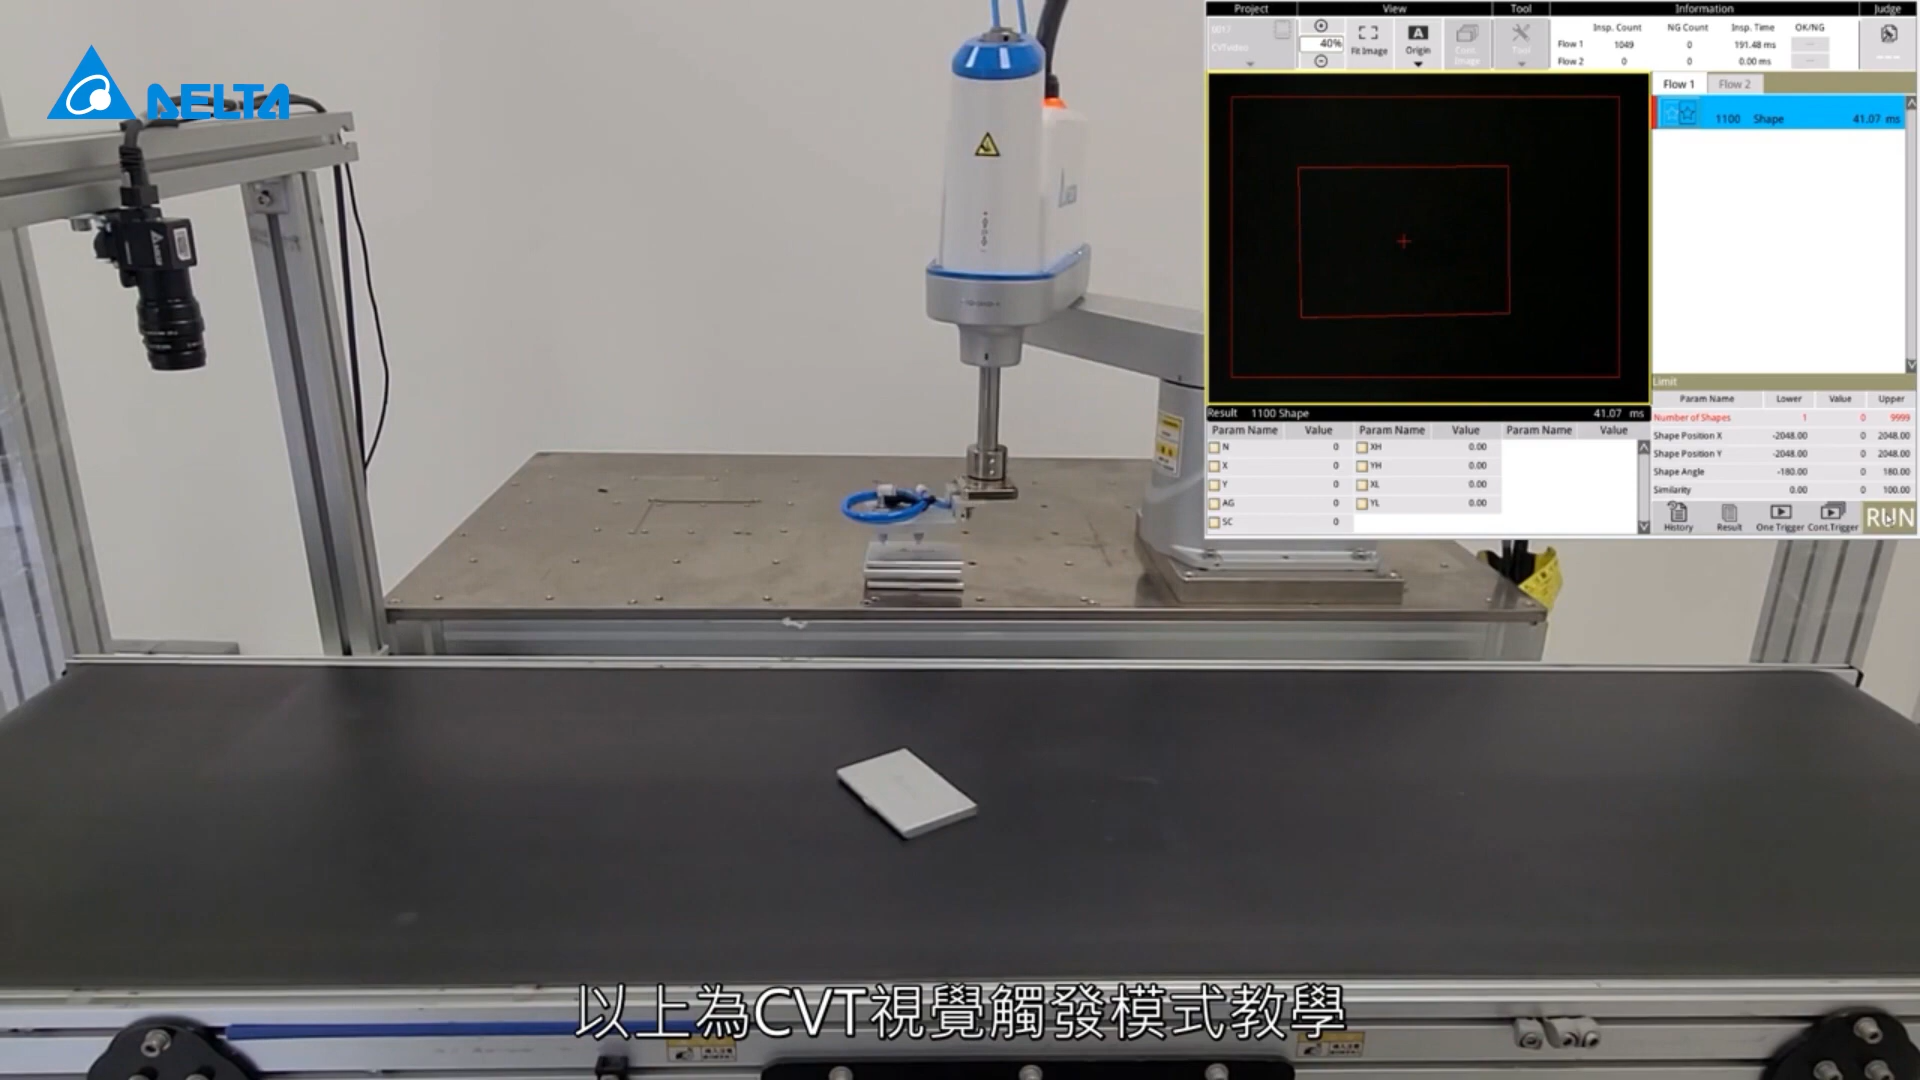 DELTA
Project
View
Tool
Information
Judge
0017
CVTvideo
40%
Fit Image
A
Origin
Cont. Image
Tool
Insp. Count
NG Count
Insp. Time
OK/NG
Flow 1
1049
0
191.48 ms
---
Flow 2
0
0
0.00 ms
---
Flow 1
Flow 2
1100 Shape 41.07 ms
Limit
Param Name Lower Value Upper
Number of Shapes 1 0 9999
Shape Position X -2048.00 0 2048.00
Shape Position Y -2048.00 0 2048.00
Shape Angle -180.00 0 180.00
Similarity 0.00 0 100.00
Result 1100 Shape 41.07 ms
Param Name Value Param Name Value Param Name Value
N 0 XH 0.00
X 0 YH 0.00
Y 0 XL 0.00
AG 0 YL 0.00
SC 0
History
Result
One Trigger
Cont.Trigger
RUN
以上為CVT視覺觸發模式教學